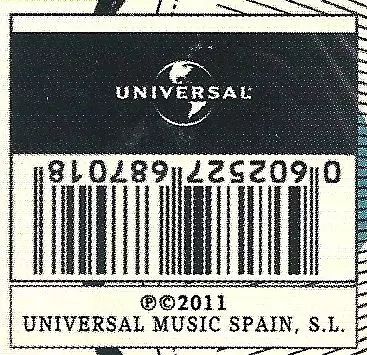 UNIVERSAL
0 602527 687018
℗©2011
UNIVERSAL MUSIC SPAIN, S.L.